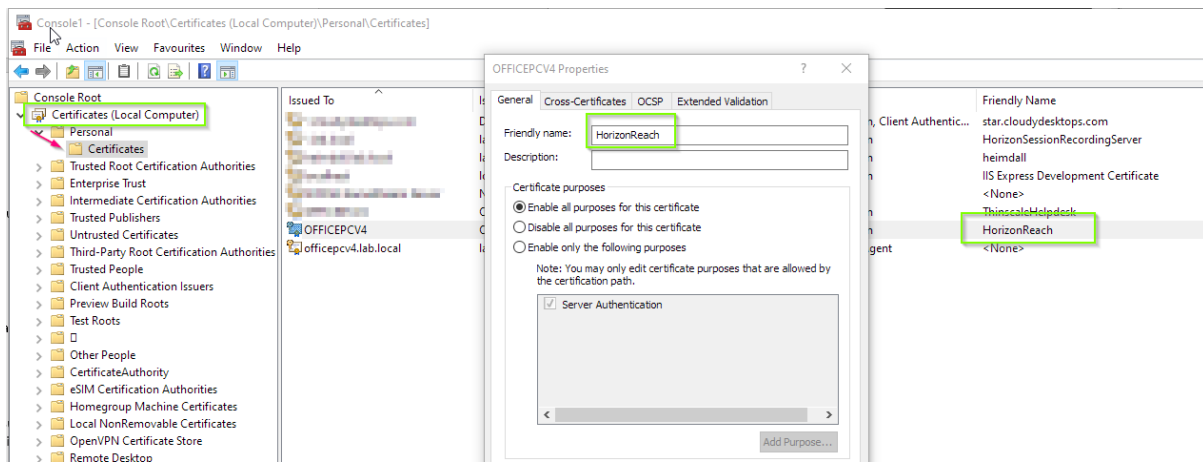 Console1 - [Console Root\Certificates (Local Computer)\Personal\Certificates]
File Action View Favourites Window Help
Console Root
Certificates (Local Computer)
Personal
Certificates
Trusted Root Certification Authorities
Enterprise Trust
Intermediate Certification Authorities
Trusted Publishers
Untrusted Certificates
Third-Party Root Certification Authorities
Trusted People
Client Authentication Issuers
Preview Build Roots
Test Roots
Other People
CertificateAuthority
eSIM Certification Authorities
Homegroup Machine Certificates
Local NonRemovable Certificates
OpenVPN Certificate Store
Remote Desktop
Issued To
OFFICEPCV4
officepcv4.lab.local
OFFICEPCV4 Properties
General Cross-Certificates OCSP Extended Validation
Friendly name: HorizonReach
Description:
Certificate purposes
Enable all purposes for this certificate
Disable all purposes for this certificate
Enable only the following purposes
Note: You may only edit certificate purposes that are allowed by
the certification path.
Server Authentication
Add Purpose...
Friendly Name
, Client Authentic... star.cloudydesktops.com
HorizonSessionRecordingServer
heimdall
IIS Express Development Certificate
<None>
ThinscaleHelpdesk
HorizonReach
<None>